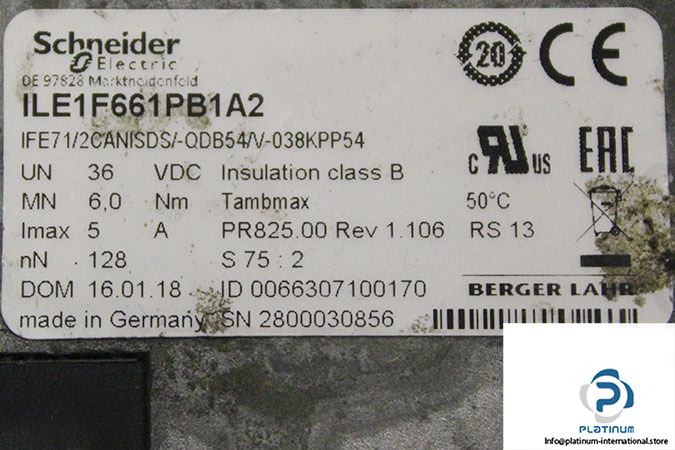 Schneider
Electric
DE 97828 Marktheidenfeld
ILE1F661PB1A2
IFE71/2CANISDS/-QDB54/V-038KPP54
UN 36 VDC Insulation class B
MN 6,0 Nm Tambmax 50°C
Imax 5 A PR825.00 Rev 1.106 RS 13
nN 128 S 75 : 2
DOM 16.01.18 ID 0066307100170
made in Germany SN 2800030856
20
CE
c RU US
EAC
BERGER LAHR
PLATINUM
Info@platinum-international.store